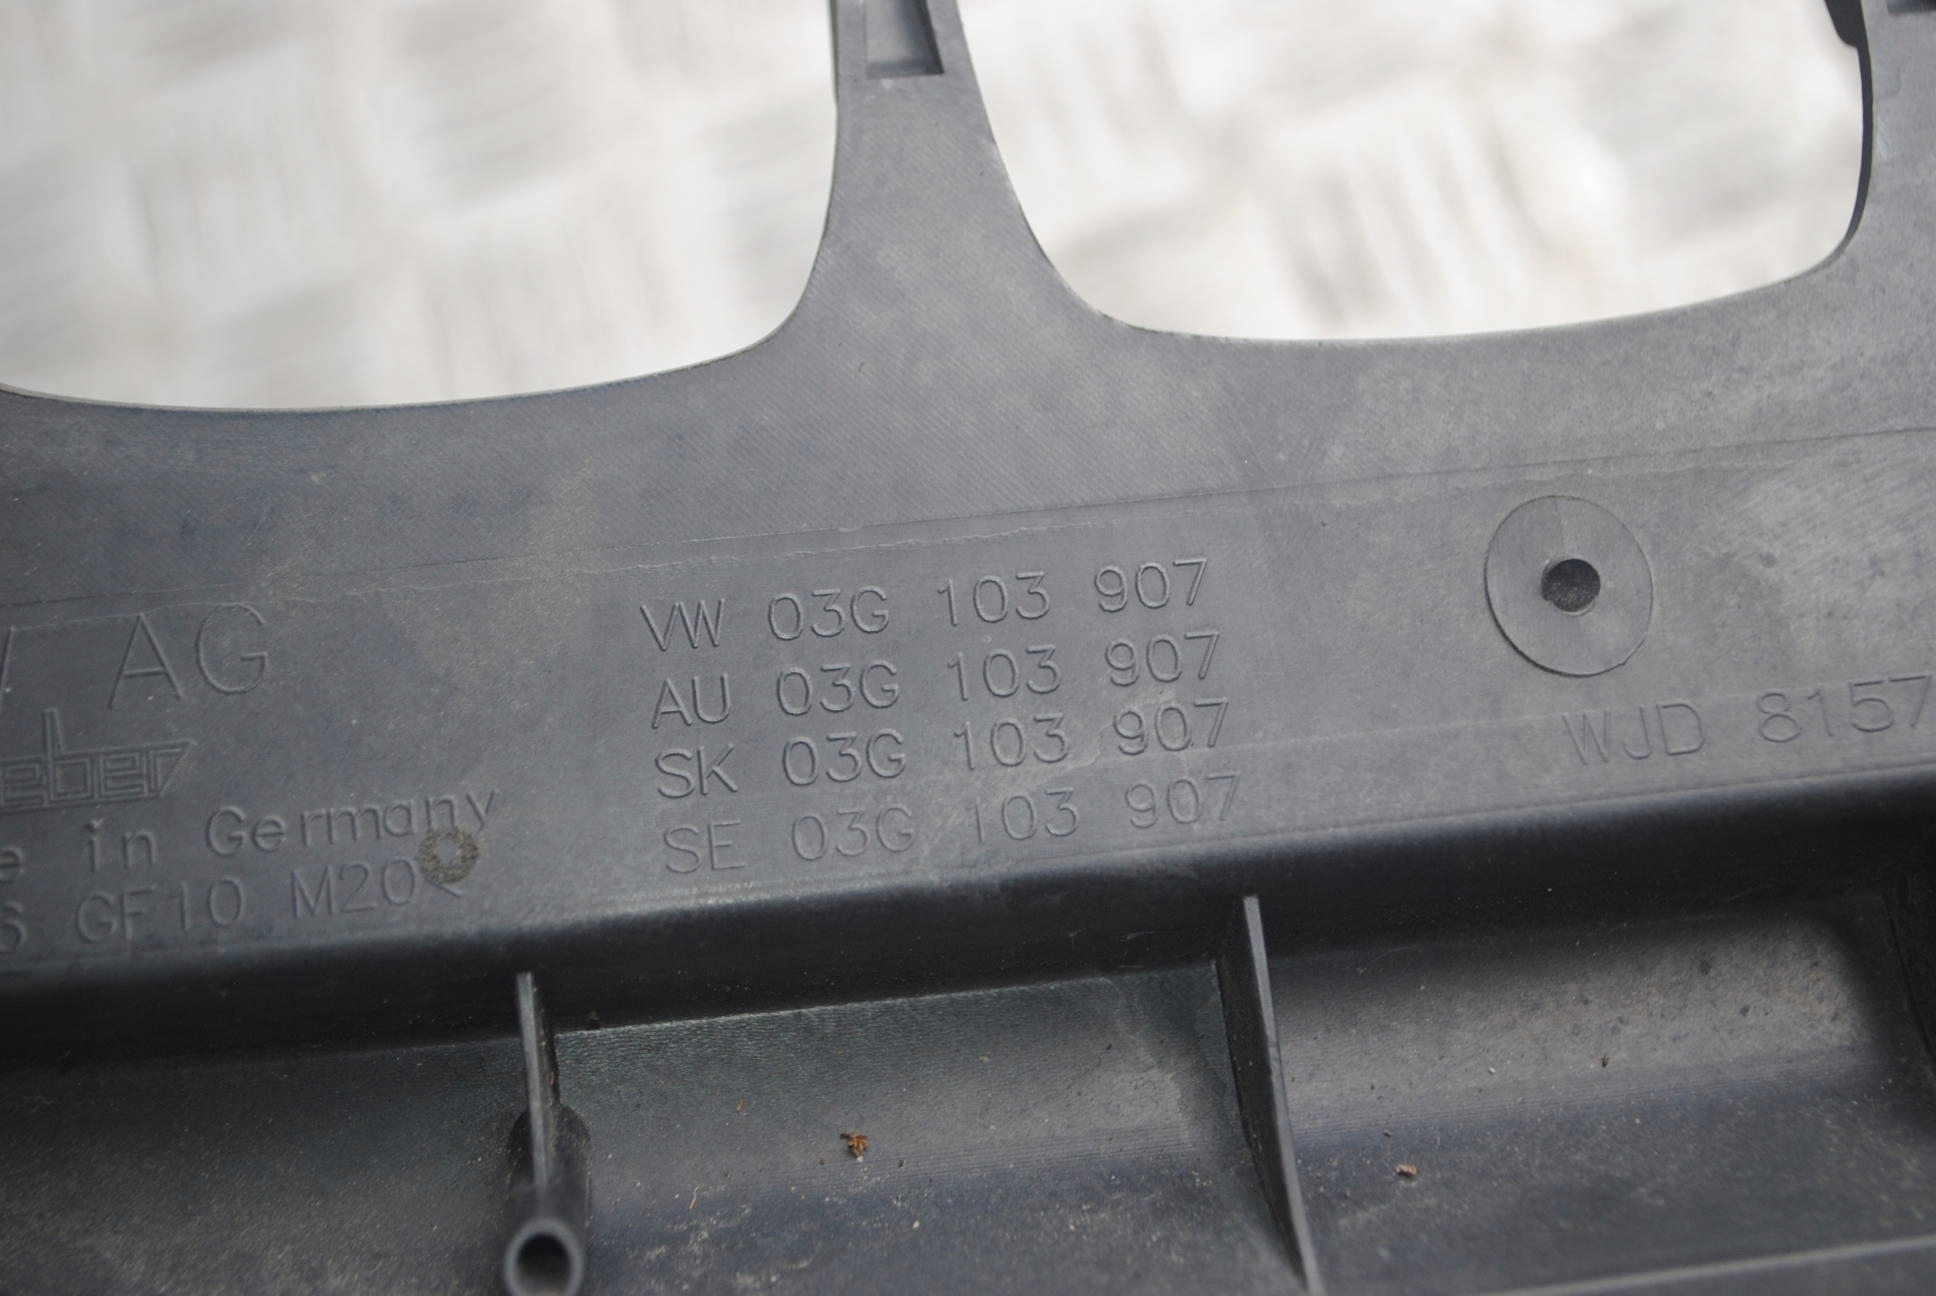 AG
VW 03G 103 907
AU 03G 103 907
SK 03G 103 907
SE 03G 103 907
WJD 8157
in Germany
GF10 M20<